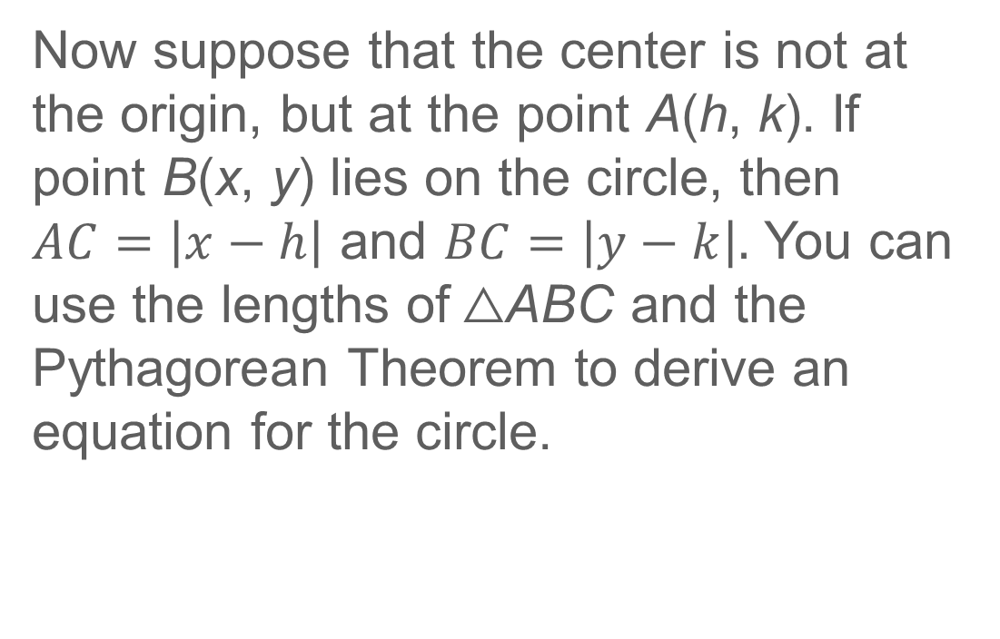 Now suppose that the center is not at
the origin, but at the point A(h, k). If
point B(x, y) lies on the circle, then
AC = |x − h| and BC = |y − k|. You can
use the lengths of △ABC and the
Pythagorean Theorem to derive an
equation for the circle.